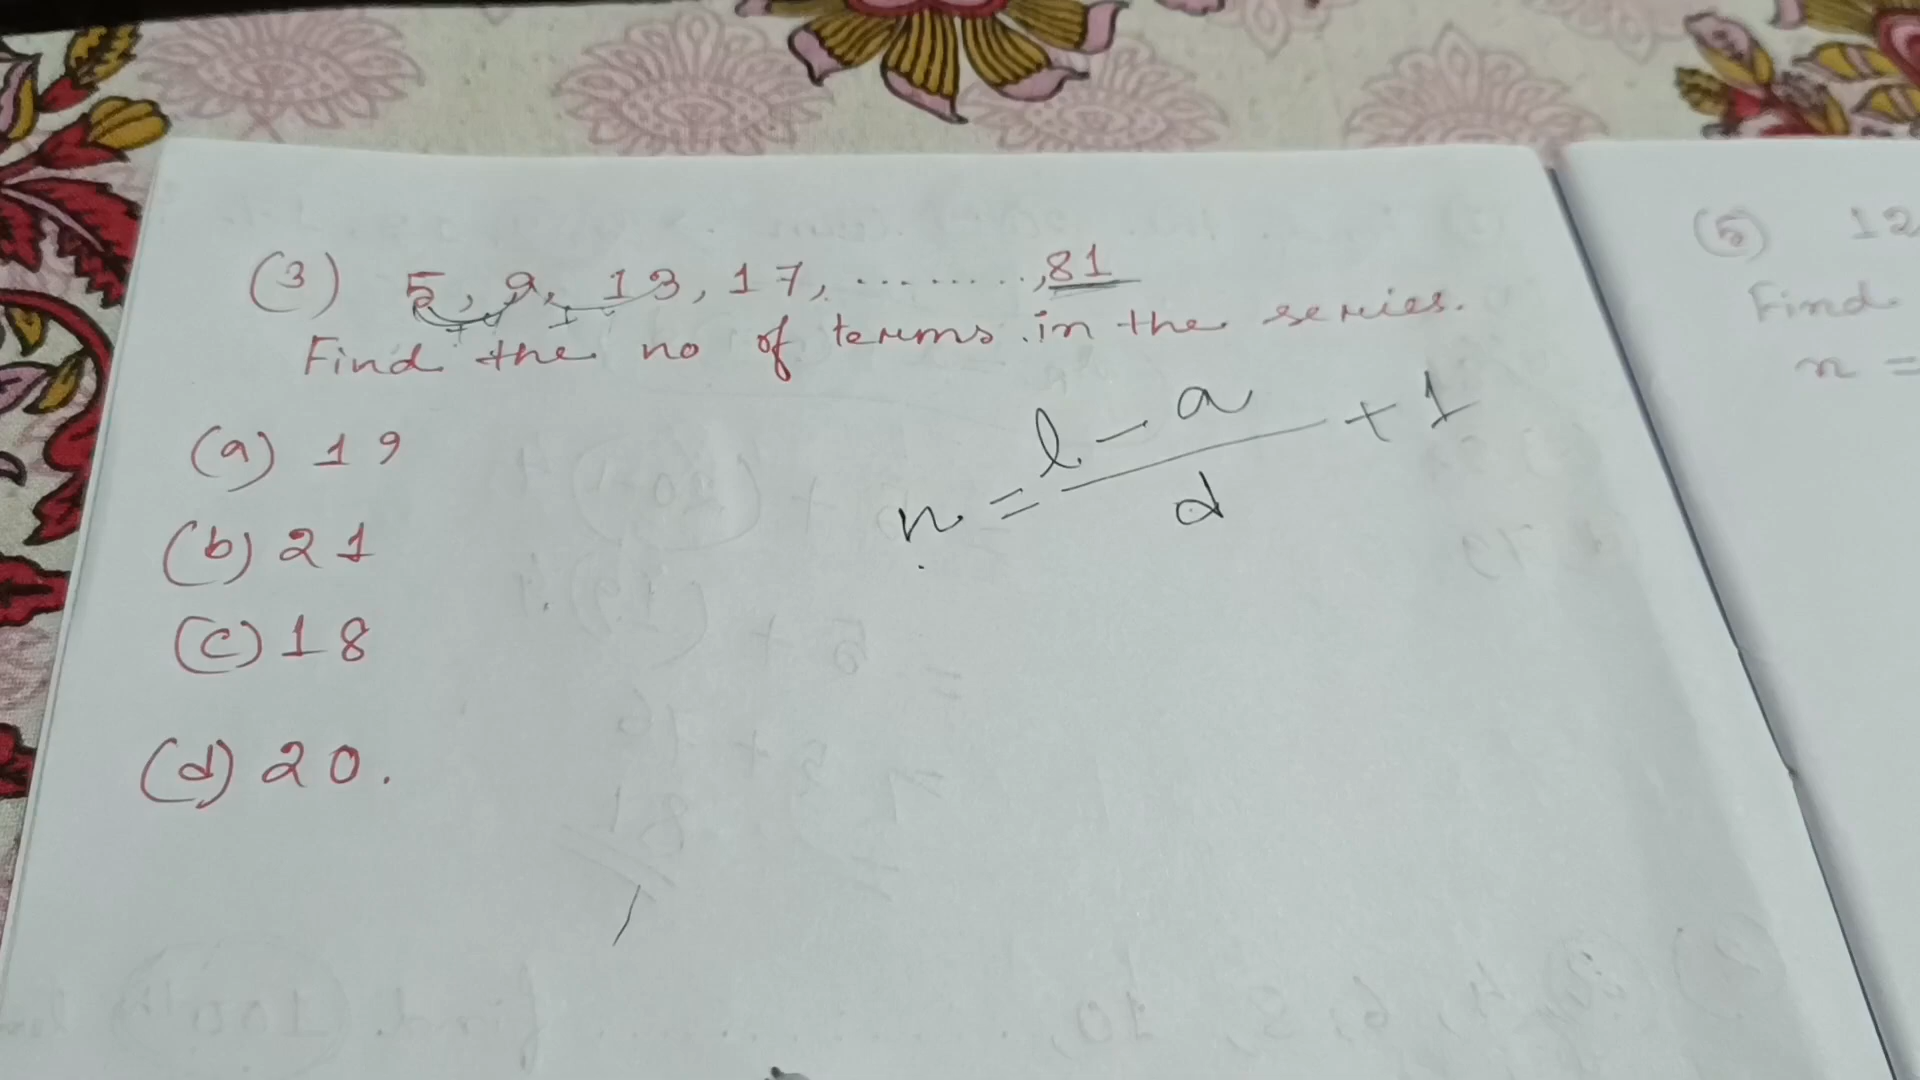 (3) 5, 9, 13, 17, ........., 81
Find the no of terms in the series.
(a) 19
(b) 21
(c) 18
(d) 20.
n = l - a / d + 1
(5) 12
Find
n =